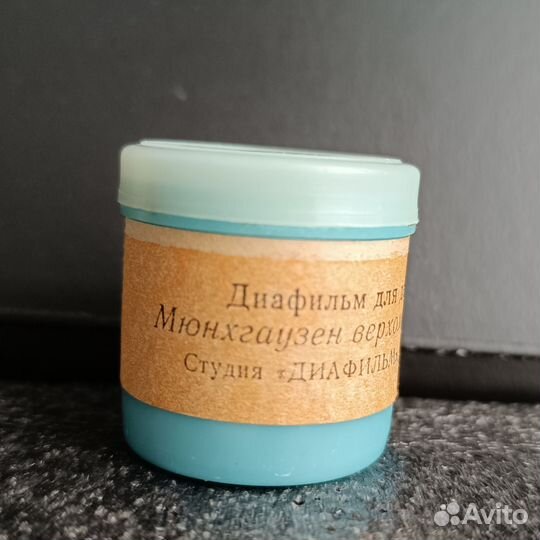 Диафильм для
Мюнхгаузен верхо
Студия «ДИАФИЛЬМ
Avito